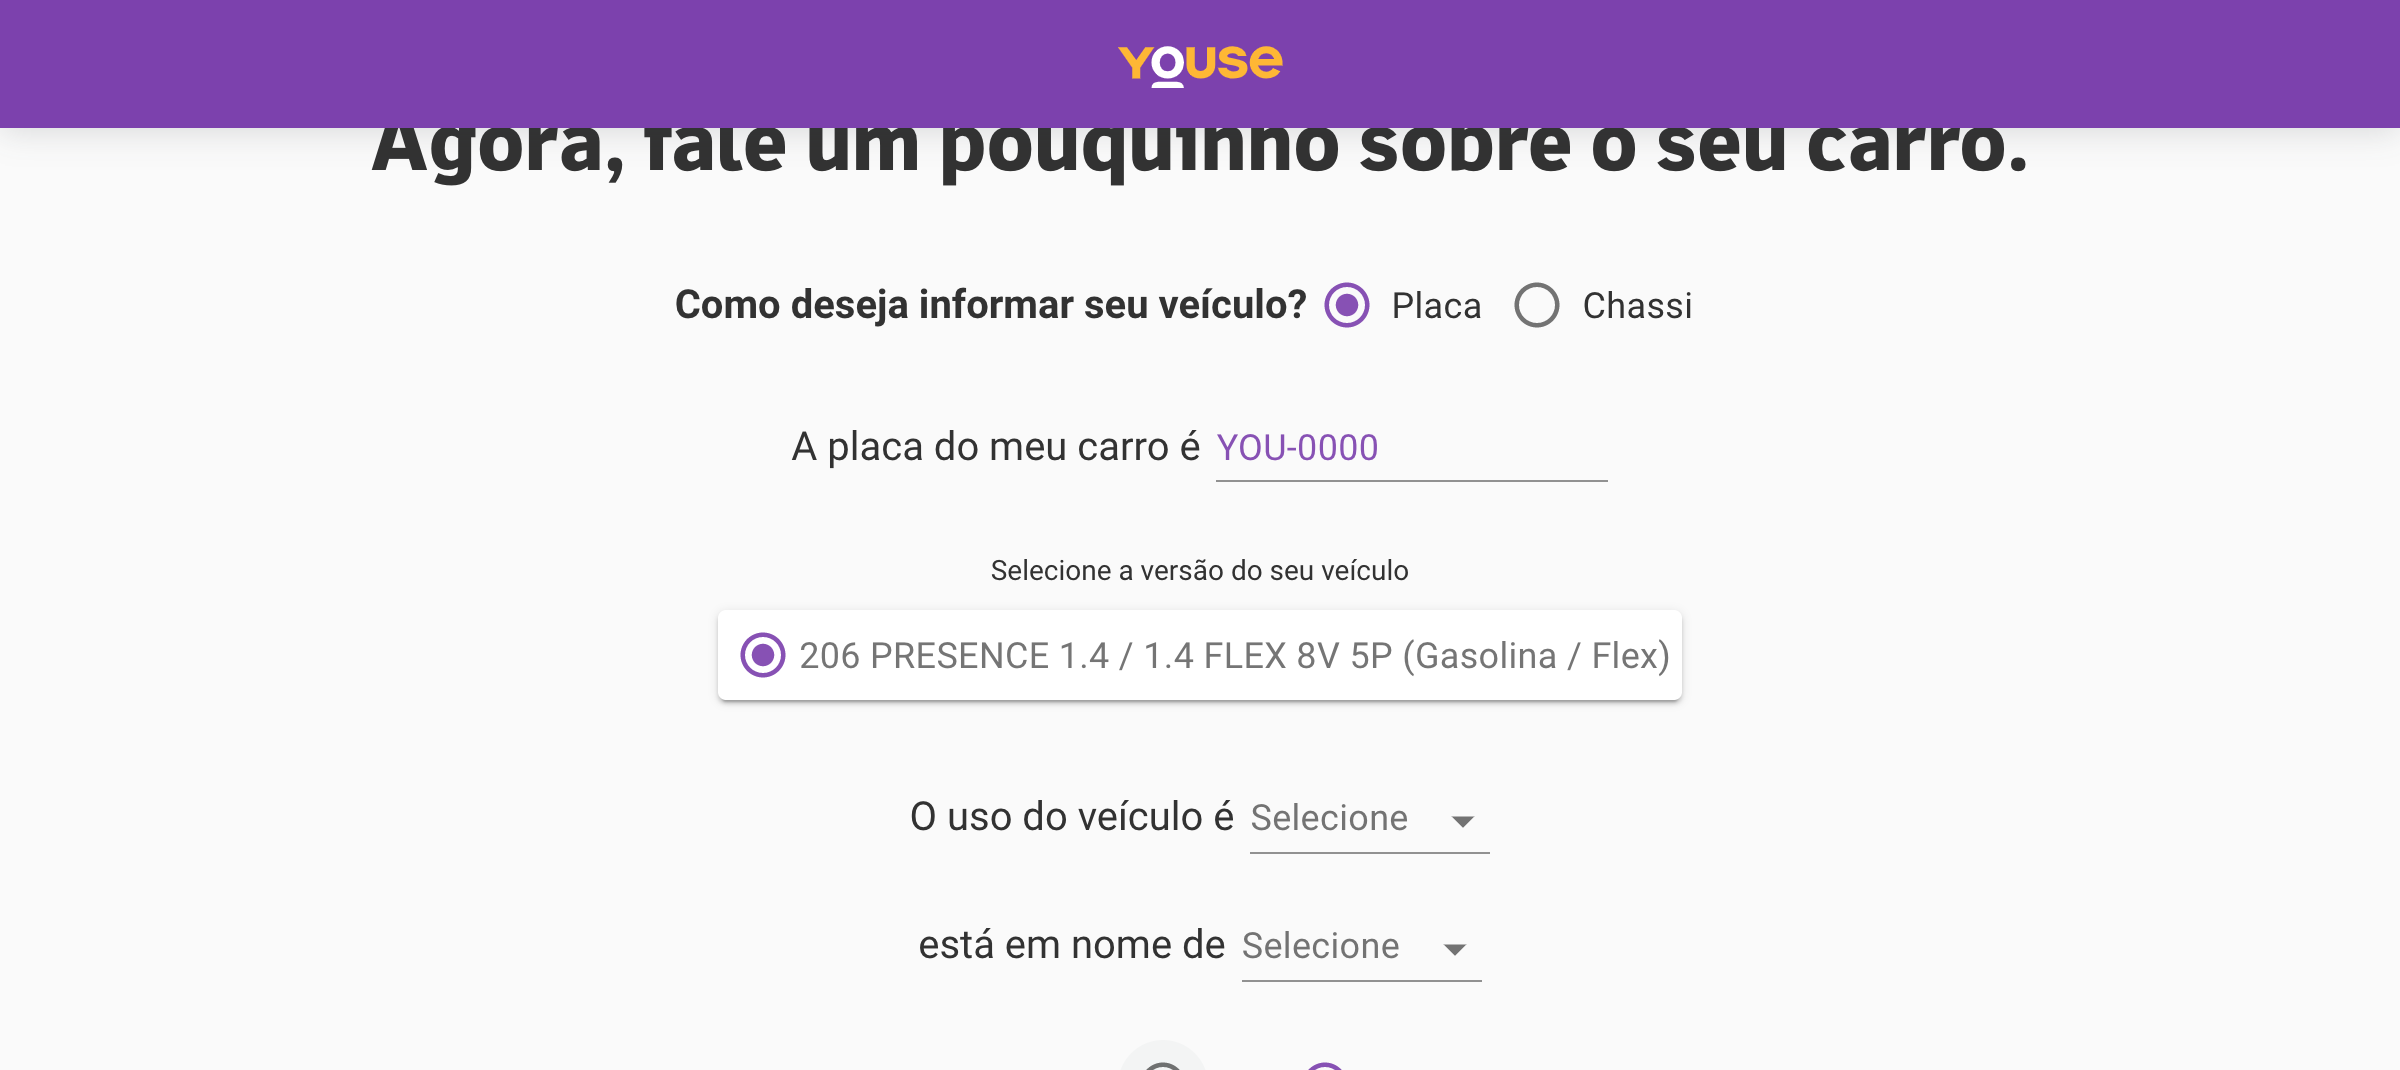 YOUSE
Agora, fale um pouquinho sobre o seu carro.
Como deseja informar seu veículo? Placa Chassi
A placa do meu carro é YOU-0000
Selecione a versão do seu veículo
206 PRESENCE 1.4 / 1.4 FLEX 8V 5P (Gasolina / Flex)
O uso do veículo é Selecione
está em nome de Selecione